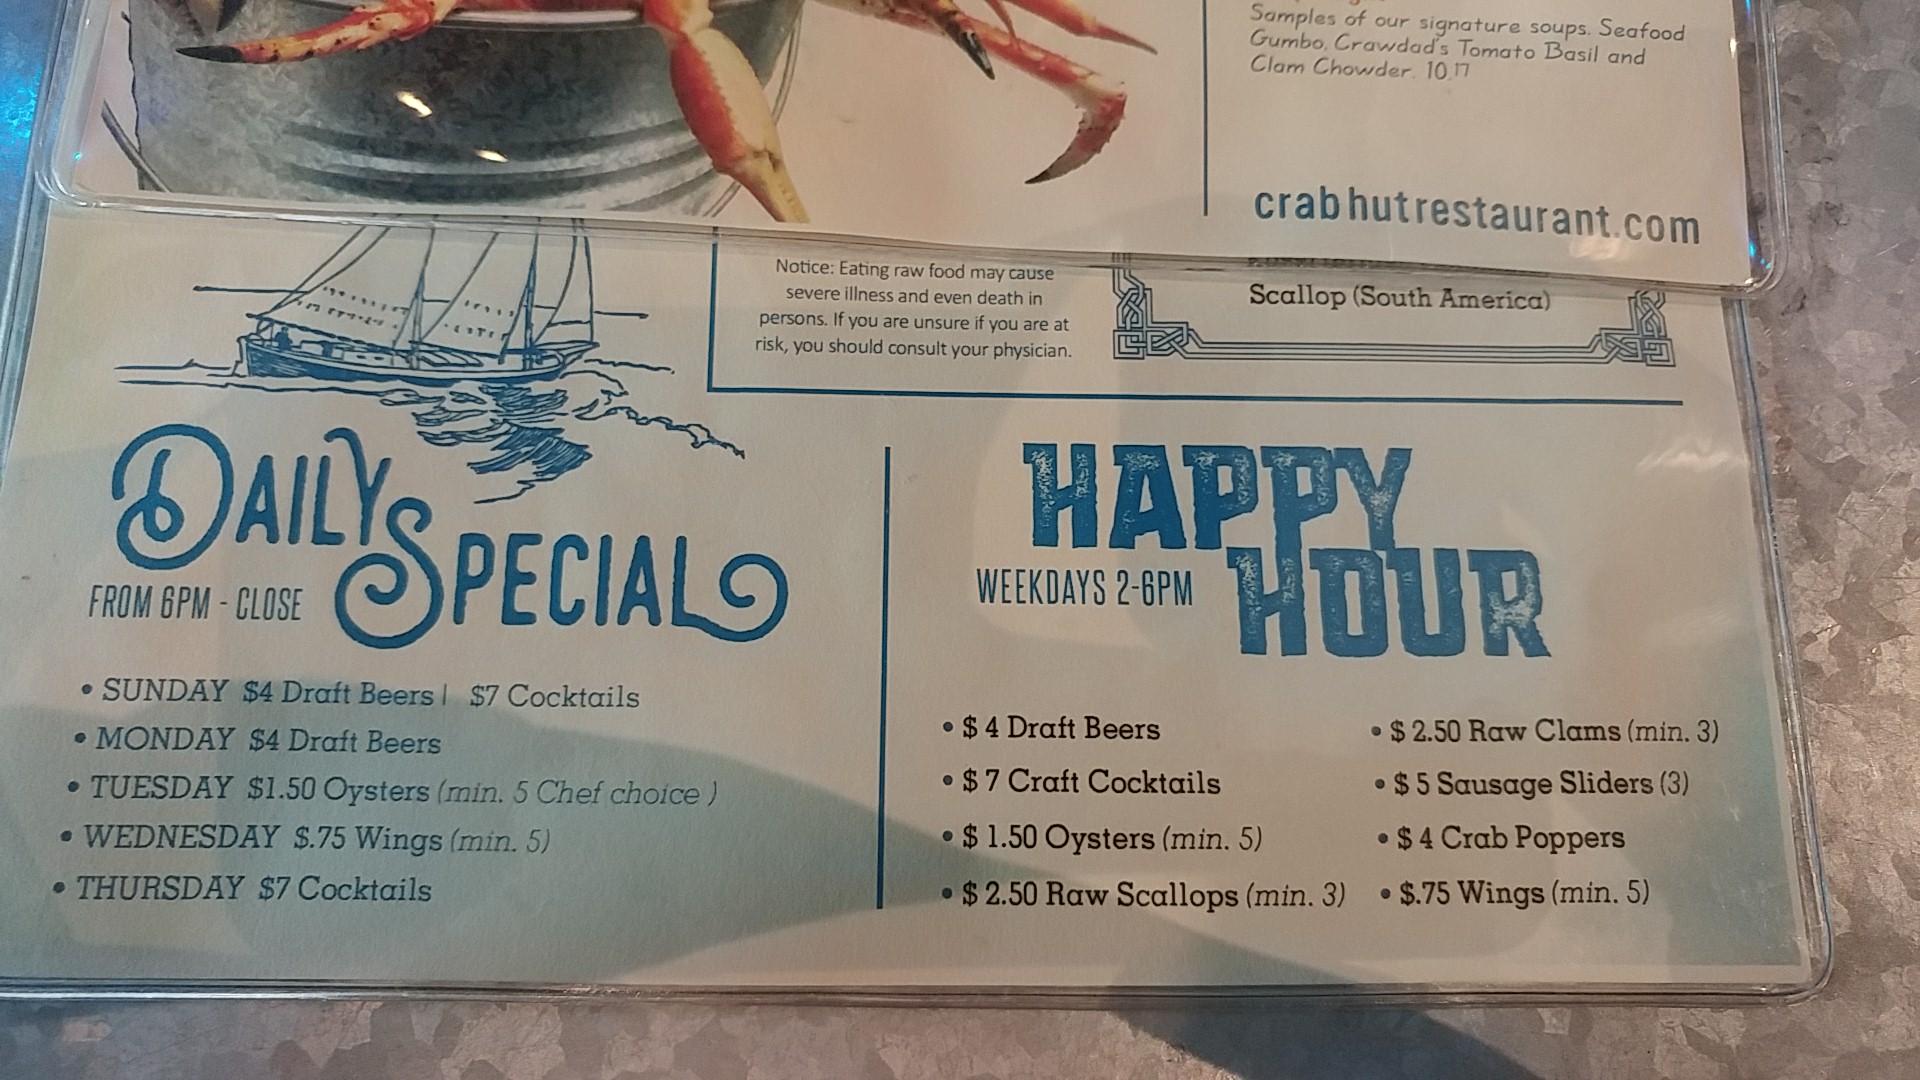 Samples of our signature soups. Seafood
Gumbo, Crawdad's Tomato Basil and
Clam Chowder. 10.17
crabhutrestaurant.com
Notice: Eating raw food may cause
severe illness and even death in
persons. If you are unsure if you are at
risk, you should consult your physician.
Scallop (South America)
DAILY
SPECIAL
FROM 6PM - CLOSE
• SUNDAY $4 Draft Beers | $7 Cocktails
• MONDAY $4 Draft Beers
• TUESDAY $1.50 Oysters (min. 5 Chef choice )
• WEDNESDAY $.75 Wings (min. 5)
• THURSDAY $7 Cocktails
HAPPY
HOUR
WEEKDAYS 2-6PM
• $ 4 Draft Beers
• $ 7 Craft Cocktails
• $ 1.50 Oysters (min. 5)
• $ 2.50 Raw Scallops (min. 3)
• $ 2.50 Raw Clams (min. 3)
• $ 5 Sausage Sliders (3)
• $ 4 Crab Poppers
• $.75 Wings (min. 5)